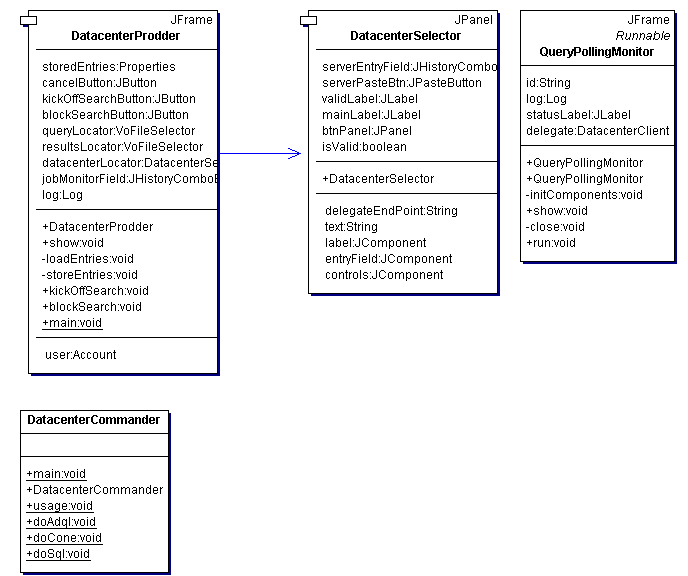 JFrame
DatacenterProdder
storedEntries:Properties
cancelButton:JButton
kickOffSearchButton:JButton
blockSearchButton:JButton
queryLocator:VoFileSelector
resultsLocator:VoFileSelector
datacenterLocator:DatacenterSe
jobMonitorField:JHistoryComboB
log:Log
+DatacenterProdder
+show:void
-loadEntries:void
-storeEntries:void
+kickOffSearch:void
+blockSearch:void
+main:void
user:Account
JPanel
DatacenterSelector
serverEntryField:JHistoryCombo
serverPasteBtn:JPasteButton
validLabel:JLabel
mainLabel:JLabel
btnPanel:JPanel
isValid:boolean
+DatacenterSelector
delegateEndPoint:String
text:String
label:JComponent
entryField:JComponent
controls:JComponent
JFrame
Runnable
QueryPollingMonitor
id:String
log:Log
statusLabel:JLabel
delegate:DatacenterClient
+QueryPollingMonitor
+QueryPollingMonitor
-initComponents:void
+show:void
-close:void
+run:void
DatacenterCommander
+main:void
+DatacenterCommander
+usage:void
+doAdql:void
+doCone:void
+doSql:void